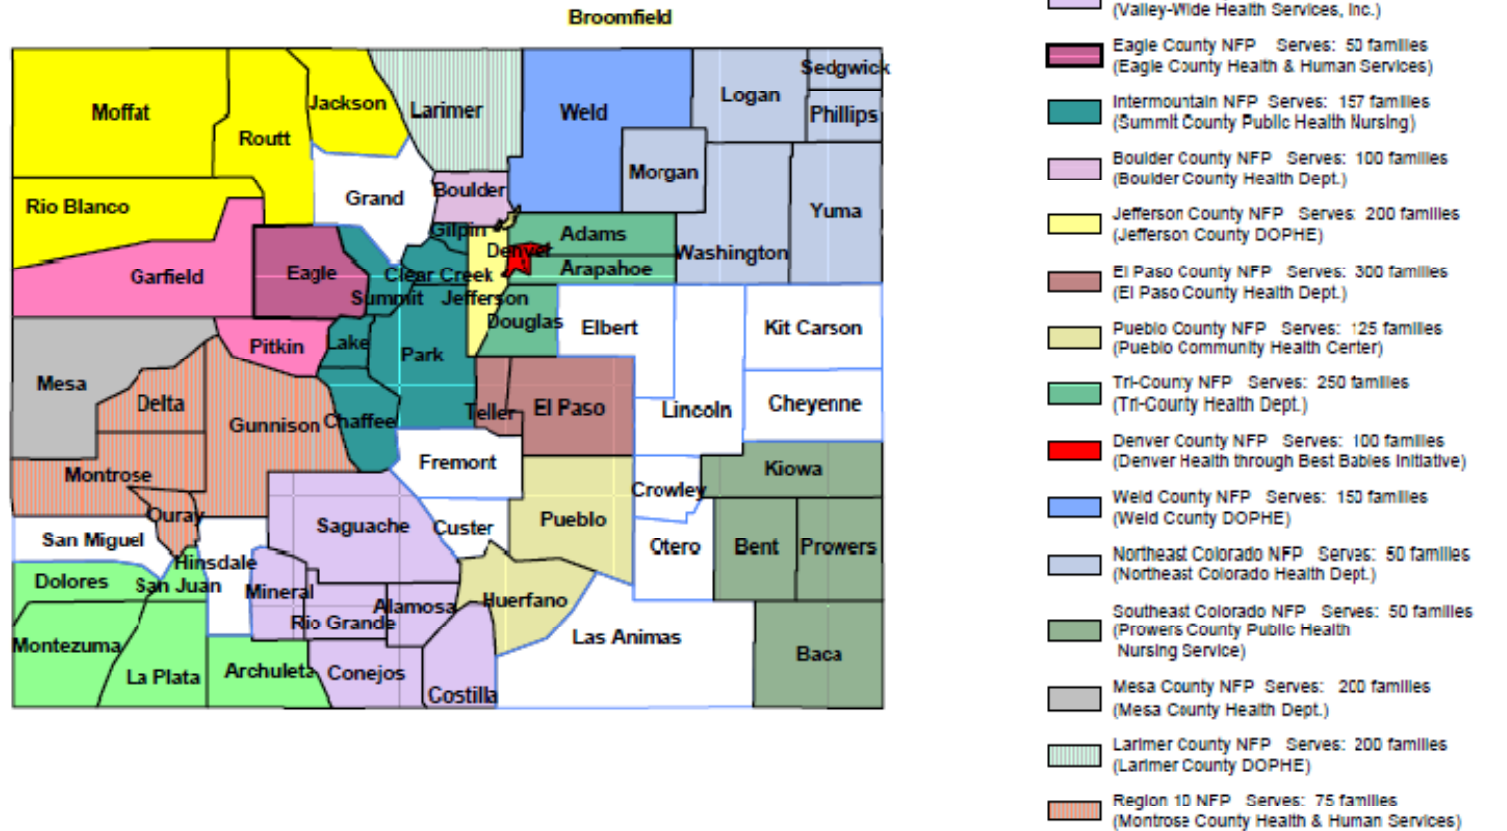 Broomfield
(Valley-Wide Health Services, Inc.)
Eagle County NFP Serves: 50 families
(Eagle County Health & Human Services)
Intermountain NFP Serves: 157 families
(Summit County Public Health Nursing)
Boulder County NFP Serves: 100 families
(Boulder County Health Dept.)
Jefferson County NFP Serves: 200 families
(Jefferson County DOPHE)
El Paso County NFP Serves: 300 families
(El Paso County Health Dept.)
Pueblo County NFP Serves: 125 families
(Pueblo Community Health Center)
Tri-County NFP Serves: 250 families
(Tri-County Health Dept.)
Denver County NFP Serves: 100 families
(Denver Health through Best Babies Initiative)
Weld County NFP Serves: 150 families
(Weld County DOPHE)
Northeast Colorado NFP Serves: 50 families
(Northeast Colorado Health Dept.)
Southeast Colorado NFP Serves: 50 families
(Prowers County Public Health
Nursing Service)
Mesa County NFP Serves: 200 families
(Mesa County Health Dept.)
Larimer County NFP Serves: 200 families
(Larimer County DOPHE)
Region 10 NFP Serves: 75 families
(Montrose County Health & Human Services)
Moffat
Routt
Jackson
Larimer
Weld
Logan
Sedgwick
Phillips
Morgan
Rio Blanco
Grand
Boulder
Yuma
Gilpin
Adams
Denver
Washington
Garfield
Eagle
Clear Creek
Arapahoe
Summit
Jefferson
Douglas
Elbert
Kit Carson
Pitkin
Lake
Park
Mesa
Delta
Gunnison
Chaffee
Teller
El Paso
Lincoln
Cheyenne
Montrose
Fremont
Kiowa
Crowley
Ouray
Saguache
Custer
Pueblo
San Miguel
Otero
Bent
Prowers
Hinsdale
Dolores
San Juan
Mineral
Alamosa
Huerfano
Rio Grande
Las Animas
Montezuma
La Plata
Archuleta
Conejos
Costilla
Baca